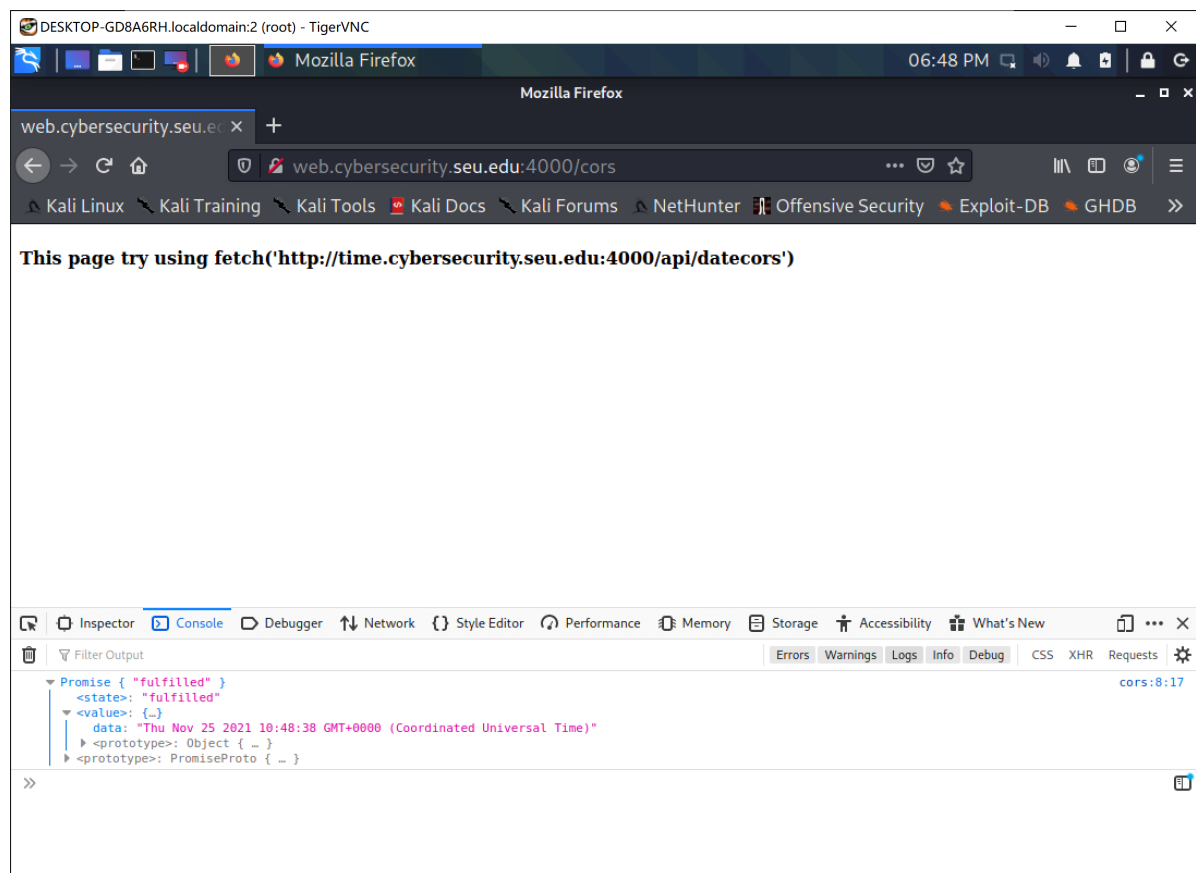 DESKTOP-GD8A6RH.localdomain:2 (root) - TigerVNC
Mozilla Firefox
06:48 PM
Mozilla Firefox
web.cybersecurity.seu.ec
web.cybersecurity.seu.edu:4000/cors
Kali Linux Kali Training Kali Tools Kali Docs Kali Forums NetHunter Offensive Security Exploit-DB GHDB
This page try using fetch('http://time.cybersecurity.seu.edu:4000/api/datecors')
Inspector Console Debugger Network Style Editor Performance Memory Storage Accessibility What's New
Filter Output Errors Warnings Logs Info Debug CSS XHR Requests
Promise { "fulfilled" } cors:8:17
<state>: "fulfilled"
<value>: {…}
data: "Thu Nov 25 2021 10:48:38 GMT+0000 (Coordinated Universal Time)"
<prototype>: Object { … }
<prototype>: PromiseProto { … }